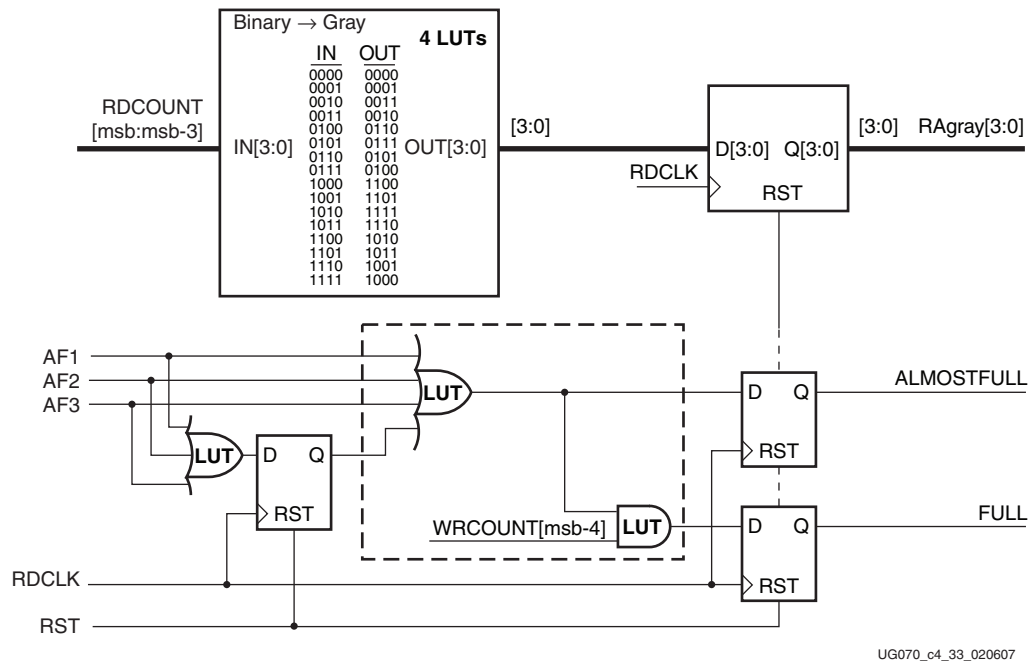 Binary → Gray
4 LUTs
IN OUT
0000 0000
0001 0001
0010 0011
0011 0010
0100 0110
0101 0111
0110 0101
0111 0100
1000 1100
1001 1101
1010 1111
1011 1110
1100 1010
1101 1011
1110 1001
1111 1000
RDCOUNT
[msb:msb-3]
IN[3:0]
OUT[3:0]
[3:0]
D[3:0] Q[3:0]
RDCLK
RST
[3:0] RAgray[3:0]
AF1
AF2
AF3
LUT
D Q
RST
LUT
WRCOUNT[msb-4]
LUT
D Q
RST
ALMOSTFULL
D Q
RST
FULL
RDCLK
RST
UG070_c4_33_020607